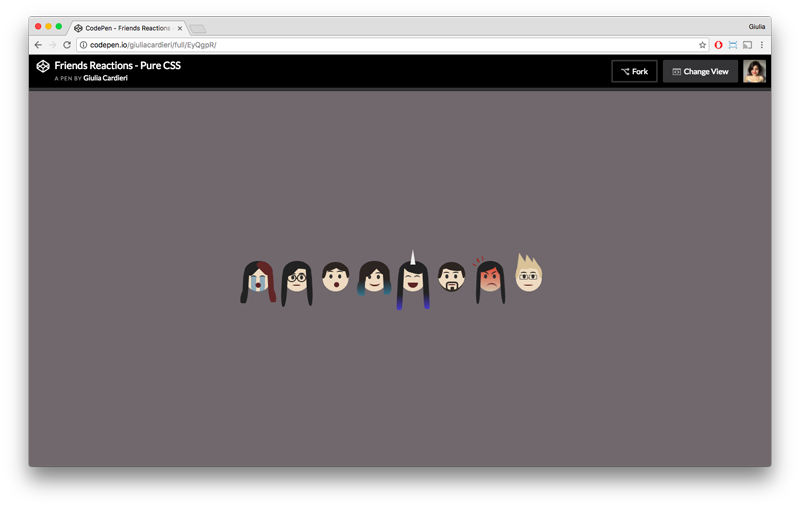 CodePen - Friends Reactions
Giulia
codepen.io/giuliacardieri/full/EyQgpR/
Friends Reactions - Pure CSS
A PEN BY Giulia Cardieri
Fork
Change View